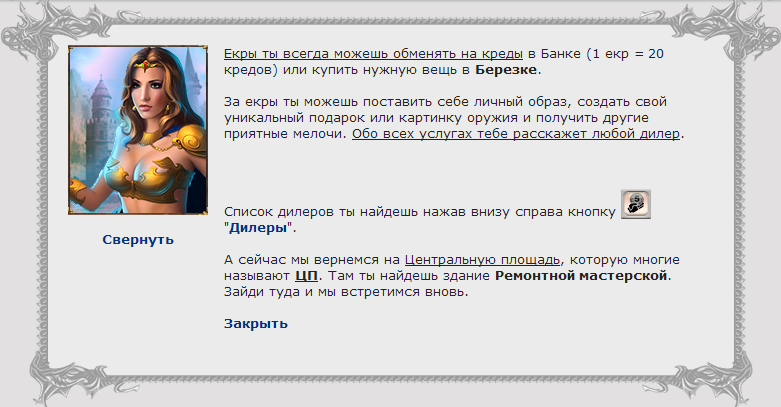 Екры ты всегда можешь обменять на креды в Банке (1 екр = 20
кредов) или купить нужную вещь в Березке.
За екры ты можешь поставить себе личный образ, создать свой
уникальный подарок или картинку оружия и получить другие
приятные мелочи. Обо всех услугах тебе расскажет любой дилер.
Список дилеров ты найдешь нажав внизу справа кнопку
"Дилеры".
Свернуть
А сейчас мы вернемся на Центральную площадь, которую многие
называют ЦП. Там ты найдешь здание Ремонтной мастерской.
Зайди туда и мы встретимся вновь.
Закрыть